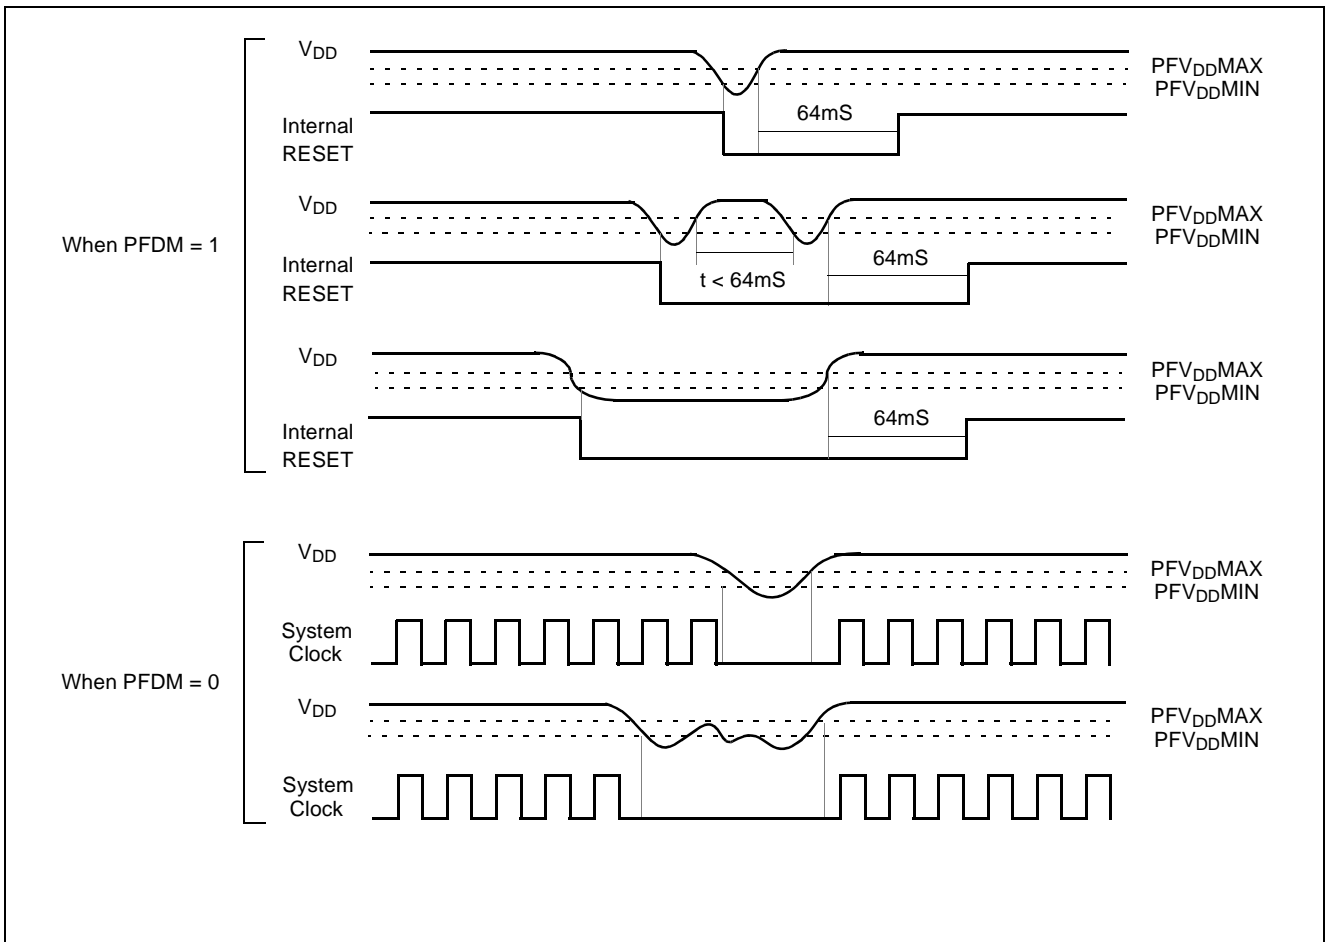 When PFDM = 1
VDD
PFVDDMAX
PFVDDMIN
64mS
Internal
RESET
VDD
PFVDDMAX
PFVDDMIN
64mS
t < 64mS
Internal
RESET
VDD
PFVDDMAX
PFVDDMIN
64mS
Internal
RESET
When PFDM = 0
VDD
PFVDDMAX
PFVDDMIN
System
Clock
VDD
PFVDDMAX
PFVDDMIN
System
Clock